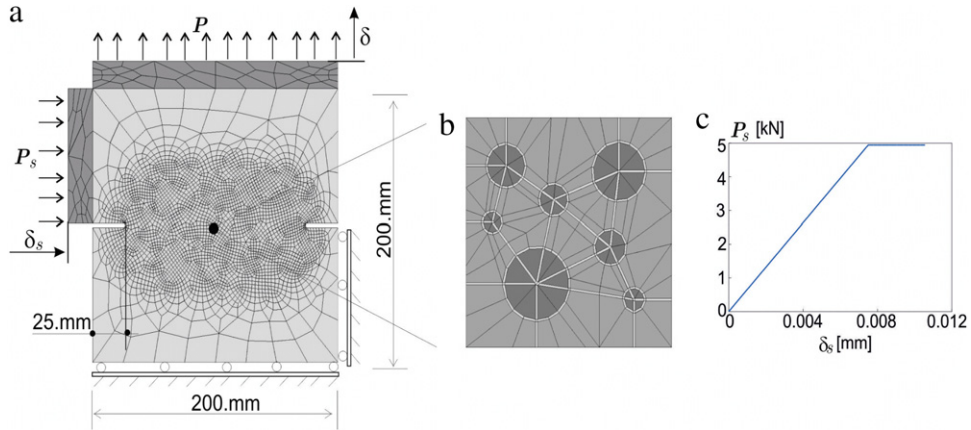 a
P
δ
Pₛ
δₛ
25.mm
200.mm
200.mm
b
c
Pₛ [kN]
5
4
3
2
1
0
0
0.004
0.008
0.012
δₛ [mm]